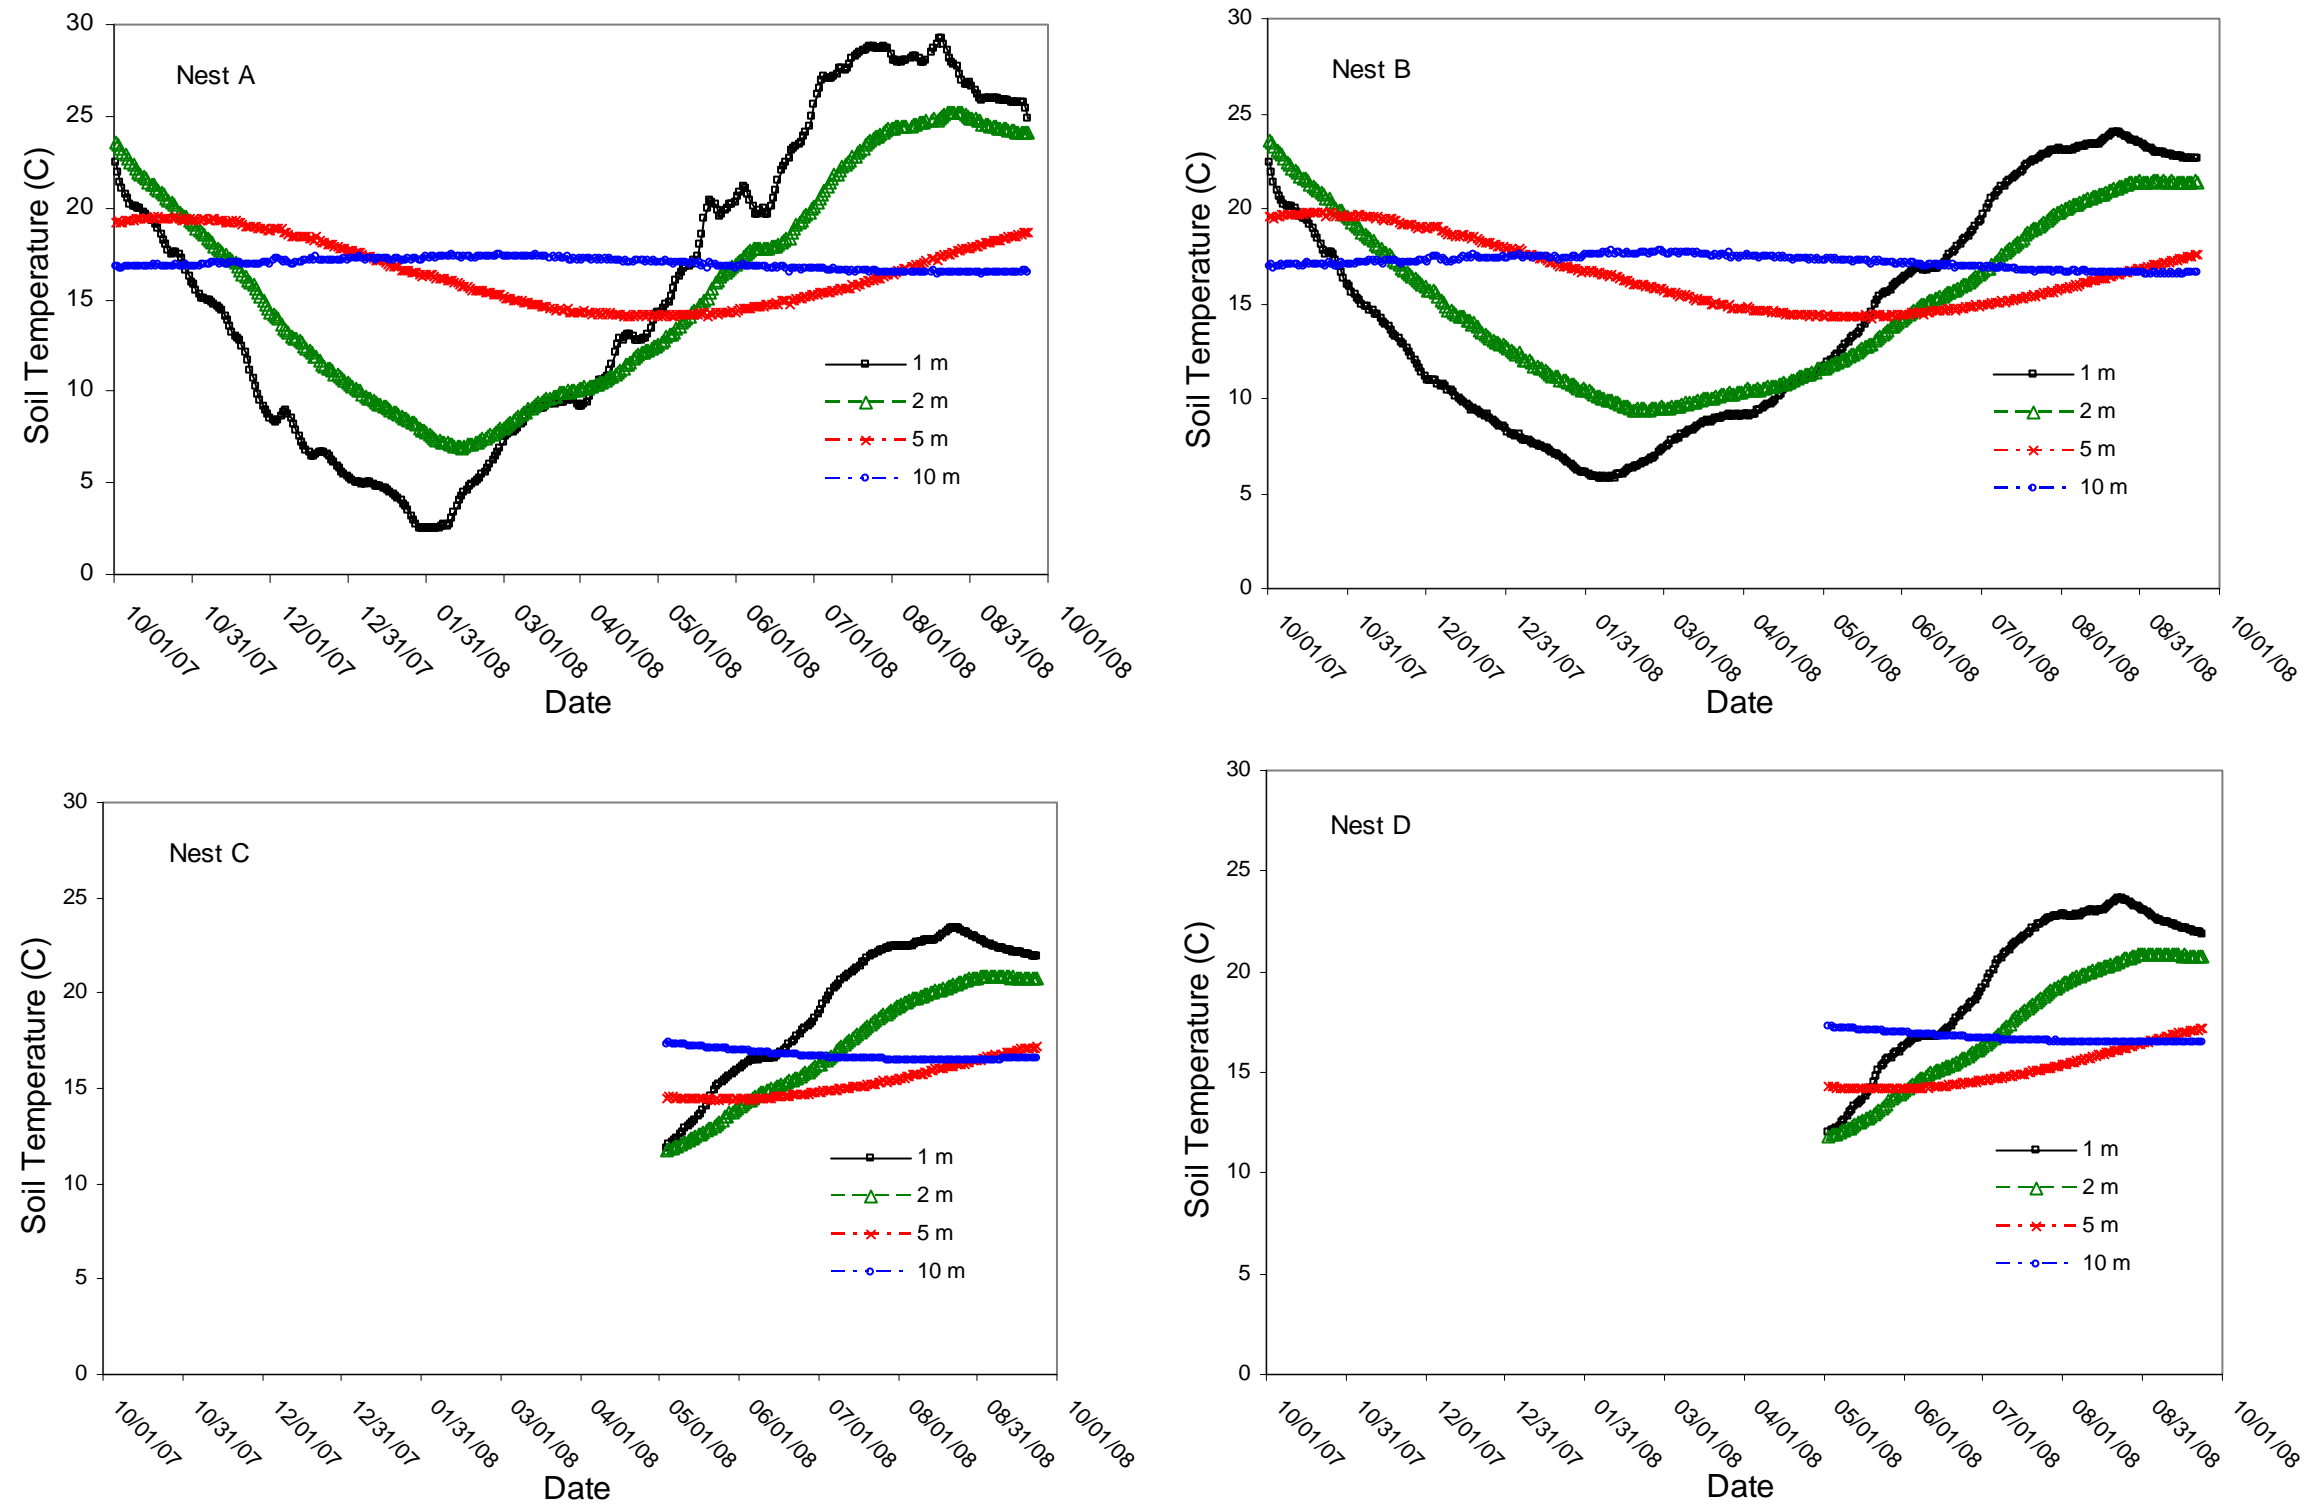 Nest A
Soil Temperature (C)
30
25
20
15
10
5
0
1 m
2 m
5 m
10 m
10/01/07
10/31/07
12/01/07
12/31/07
01/31/08
03/01/08
04/01/08
05/01/08
06/01/08
07/01/08
08/01/08
08/31/08
10/01/08
Date
Nest B
Soil Temperature (C)
30
25
20
15
10
5
0
1 m
2 m
5 m
10 m
10/01/07
10/31/07
12/01/07
12/31/07
01/31/08
03/01/08
04/01/08
05/01/08
06/01/08
07/01/08
08/01/08
08/31/08
10/01/08
Date
Nest C
Soil Temperature (C)
30
25
20
15
10
5
0
1 m
2 m
5 m
10 m
10/01/07
10/31/07
12/01/07
12/31/07
01/31/08
03/01/08
04/01/08
05/01/08
06/01/08
07/01/08
08/01/08
08/31/08
10/01/08
Date
Nest D
Soil Temperature (C)
30
25
20
15
10
5
0
1 m
2 m
5 m
10 m
10/01/07
10/31/07
12/01/07
12/31/07
01/31/08
03/01/08
04/01/08
05/01/08
06/01/08
07/01/08
08/01/08
08/31/08
10/01/08
Date